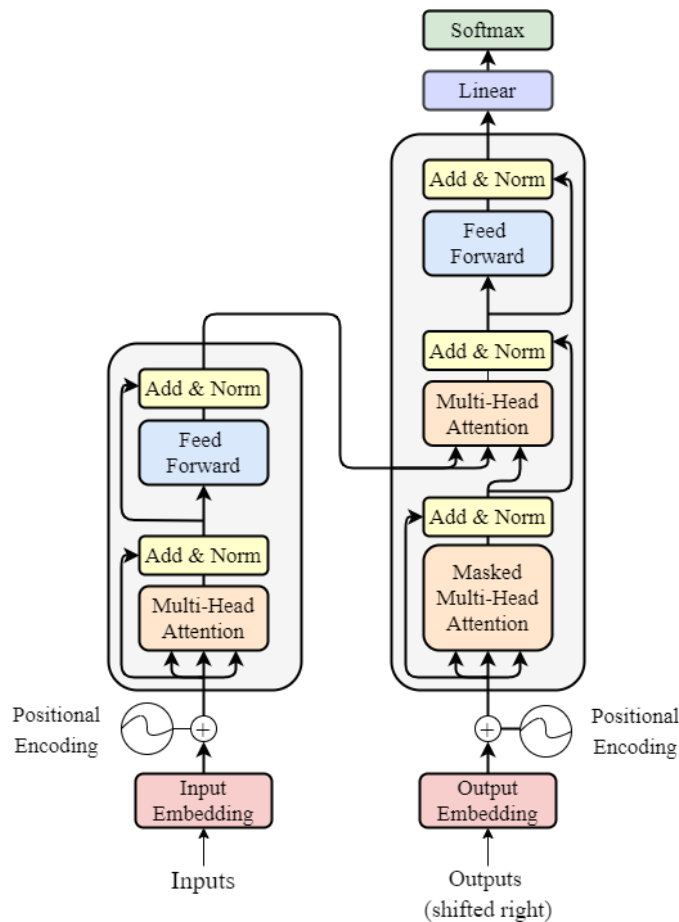 Softmax
Linear
Add & Norm
Feed
Forward
Add & Norm
Multi-Head
Attention
Add & Norm
Masked
Multi-Head
Attention
Add & Norm
Feed
Forward
Add & Norm
Multi-Head
Attention
Positional
Encoding
+
+
Positional
Encoding
Input
Embedding
Output
Embedding
Inputs
Outputs
(shifted right)